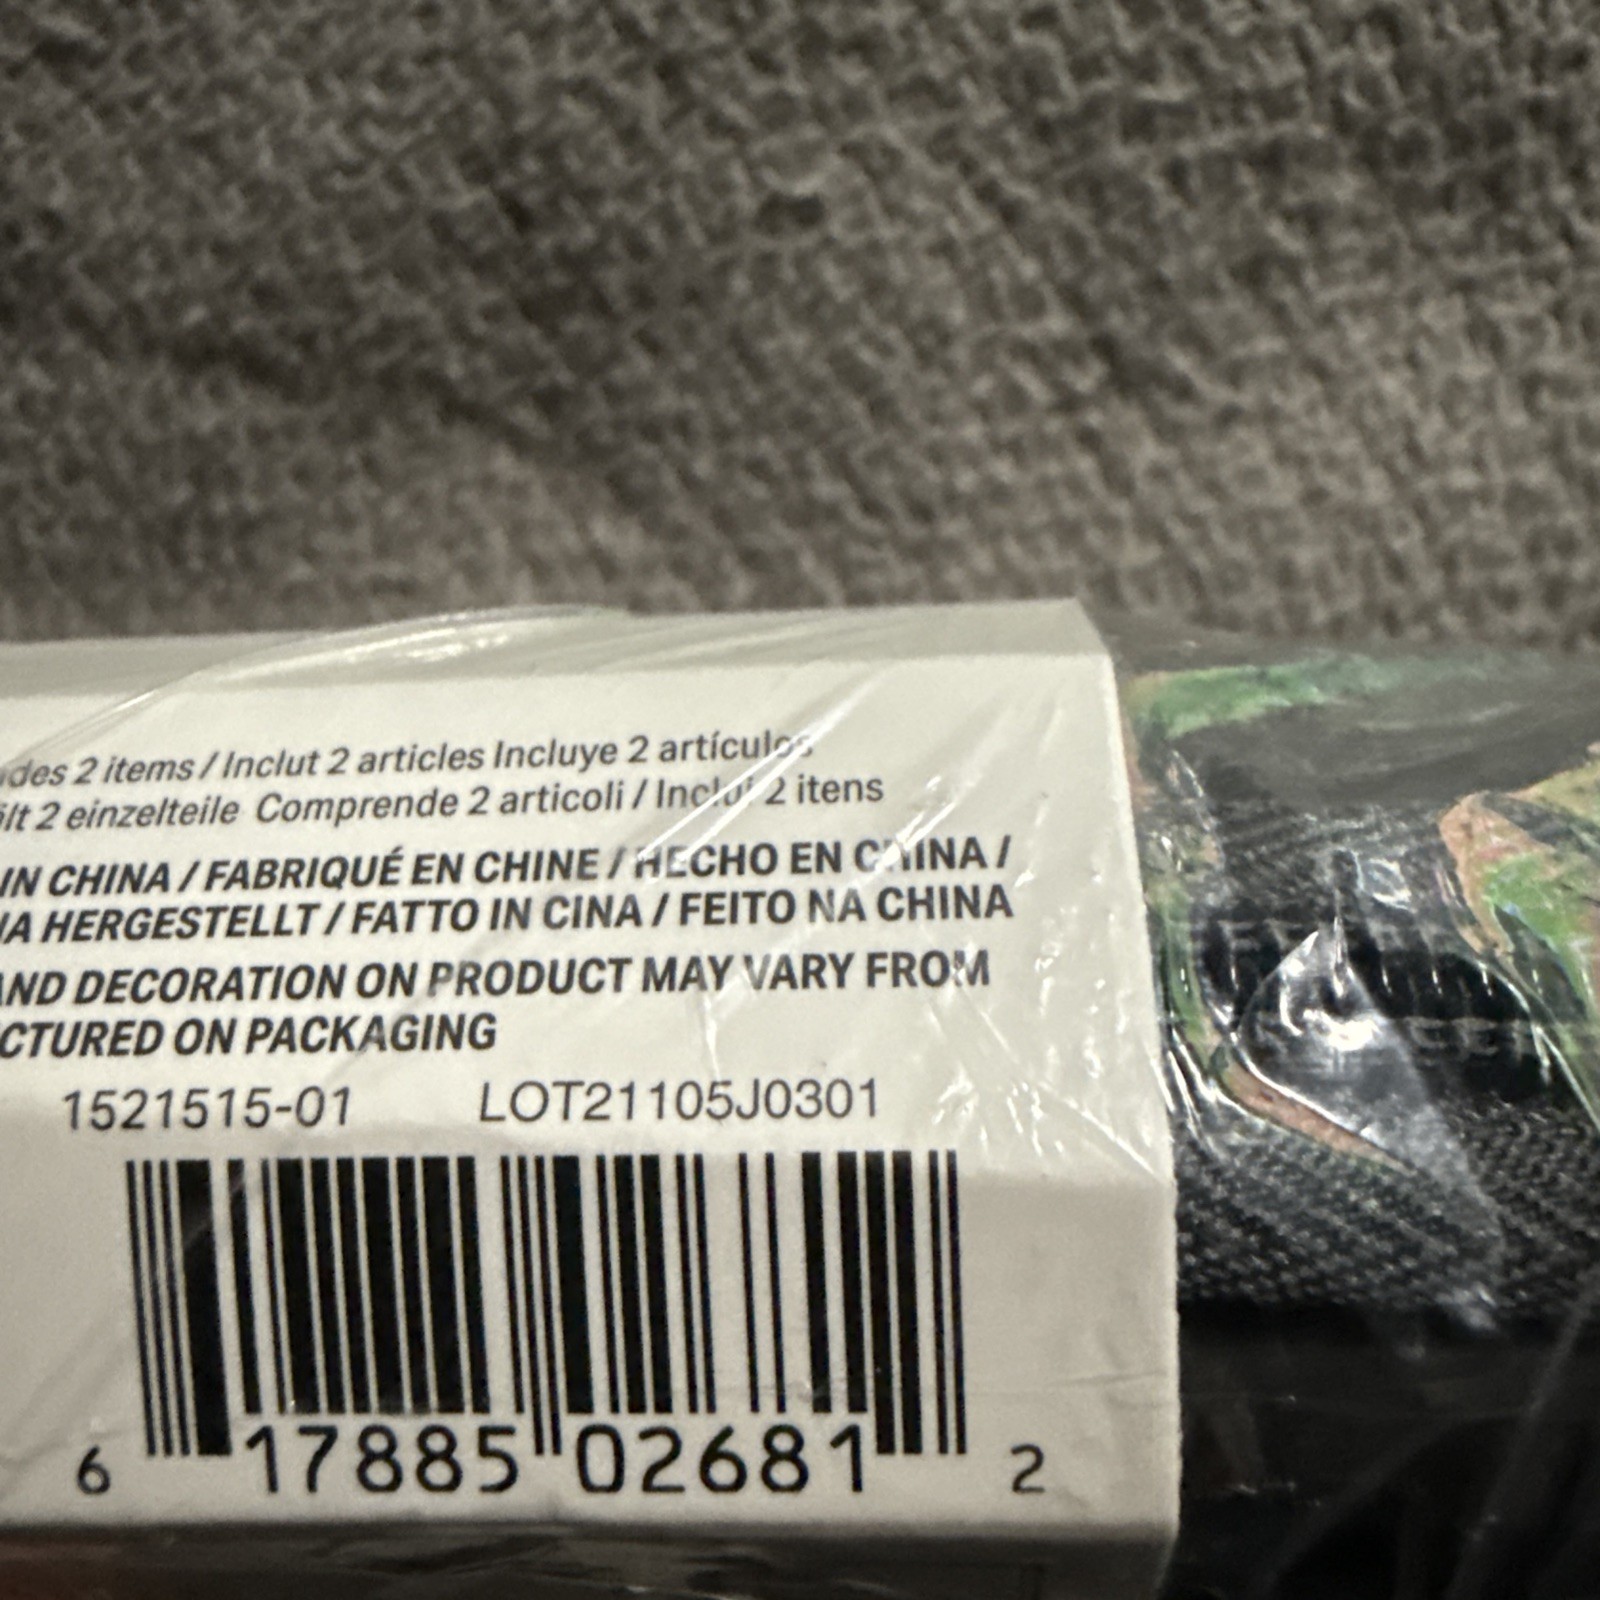 des 2 items / Inclut 2 articles Incluye 2 artículos
ält 2 einzelteile Comprende 2 articoli / Inclui 2 itens
IN CHINA / FABRIQUÉ EN CHINE / HECHO EN CHINA /
NA HERGESTELLT / FATTO IN CINA / FEITO NA CHINA
AND DECORATION ON PRODUCT MAY VARY FROM
CTURED ON PACKAGING
1521515-01 LOT21105J0301
6 17885 02681 2